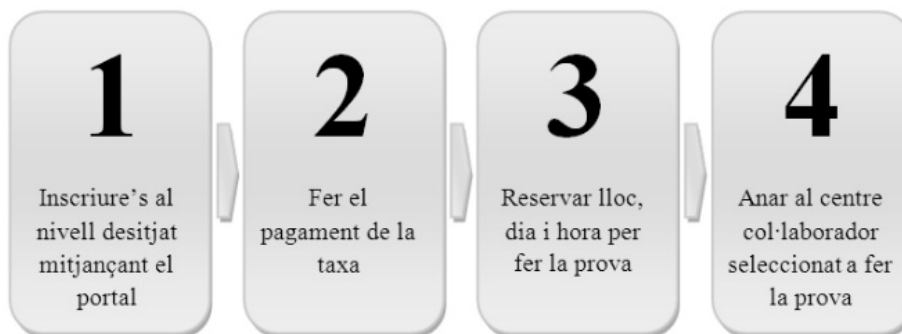 1
Inscriure’s al
nivell desitjat
mitjançant el
portal
2
Fer el
pagament de la
taxa
3
Reservar lloc,
dia i hora per
fer la prova
4
Anar al centre
col·laborador
seleccionat a fer
la prova